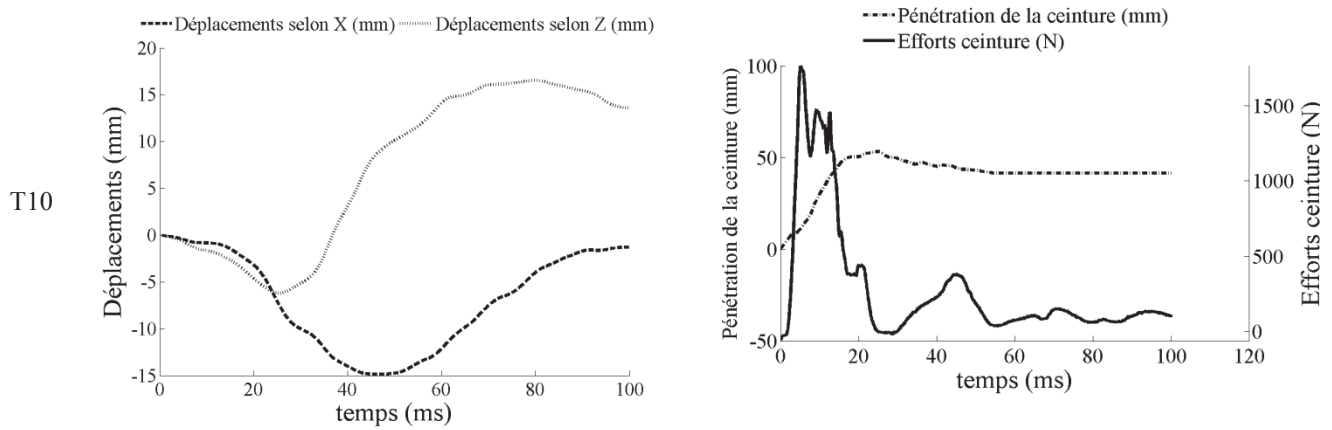 T10
Déplacements selon X (mm) Déplacements selon Z (mm)
Déplacements (mm)
20
15
10
5
0
-5
-10
-15
0 20 40 60 80 100
temps (ms)
Pénétration de la ceinture (mm)
Efforts ceinture (N)
Pénétration de la ceinture (mm)
100
50
0
-50
0 20 40 60 80 100 120
temps (ms)
1500
1000
500
0
Efforts ceinture (N)